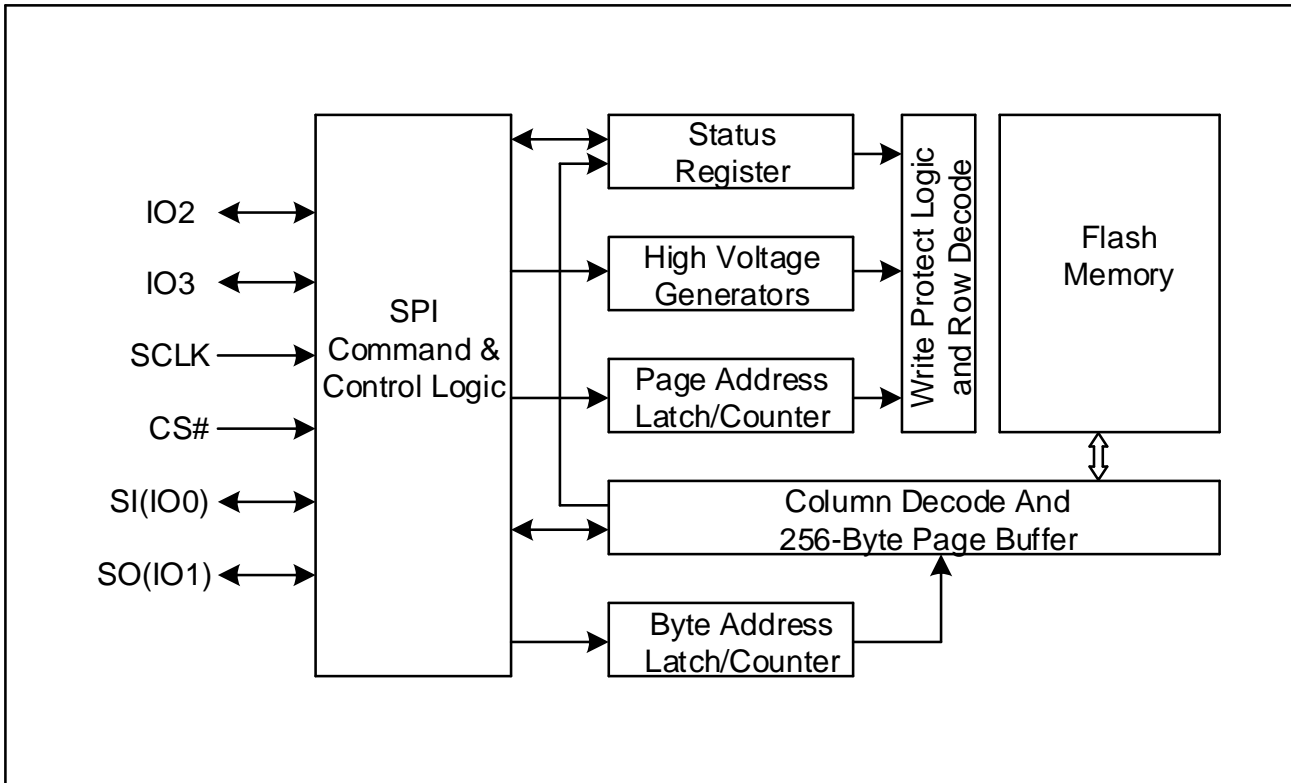 IO2
IO3
SCLK
CS#
SI(IO0)
SO(IO1)
SPI
Command &
Control Logic
Status
Register
High Voltage
Generators
Page Address
Latch/Counter
Write Protect Logic
and Row Decode
Flash
Memory
Column Decode And
256-Byte Page Buffer
Byte Address
Latch/Counter